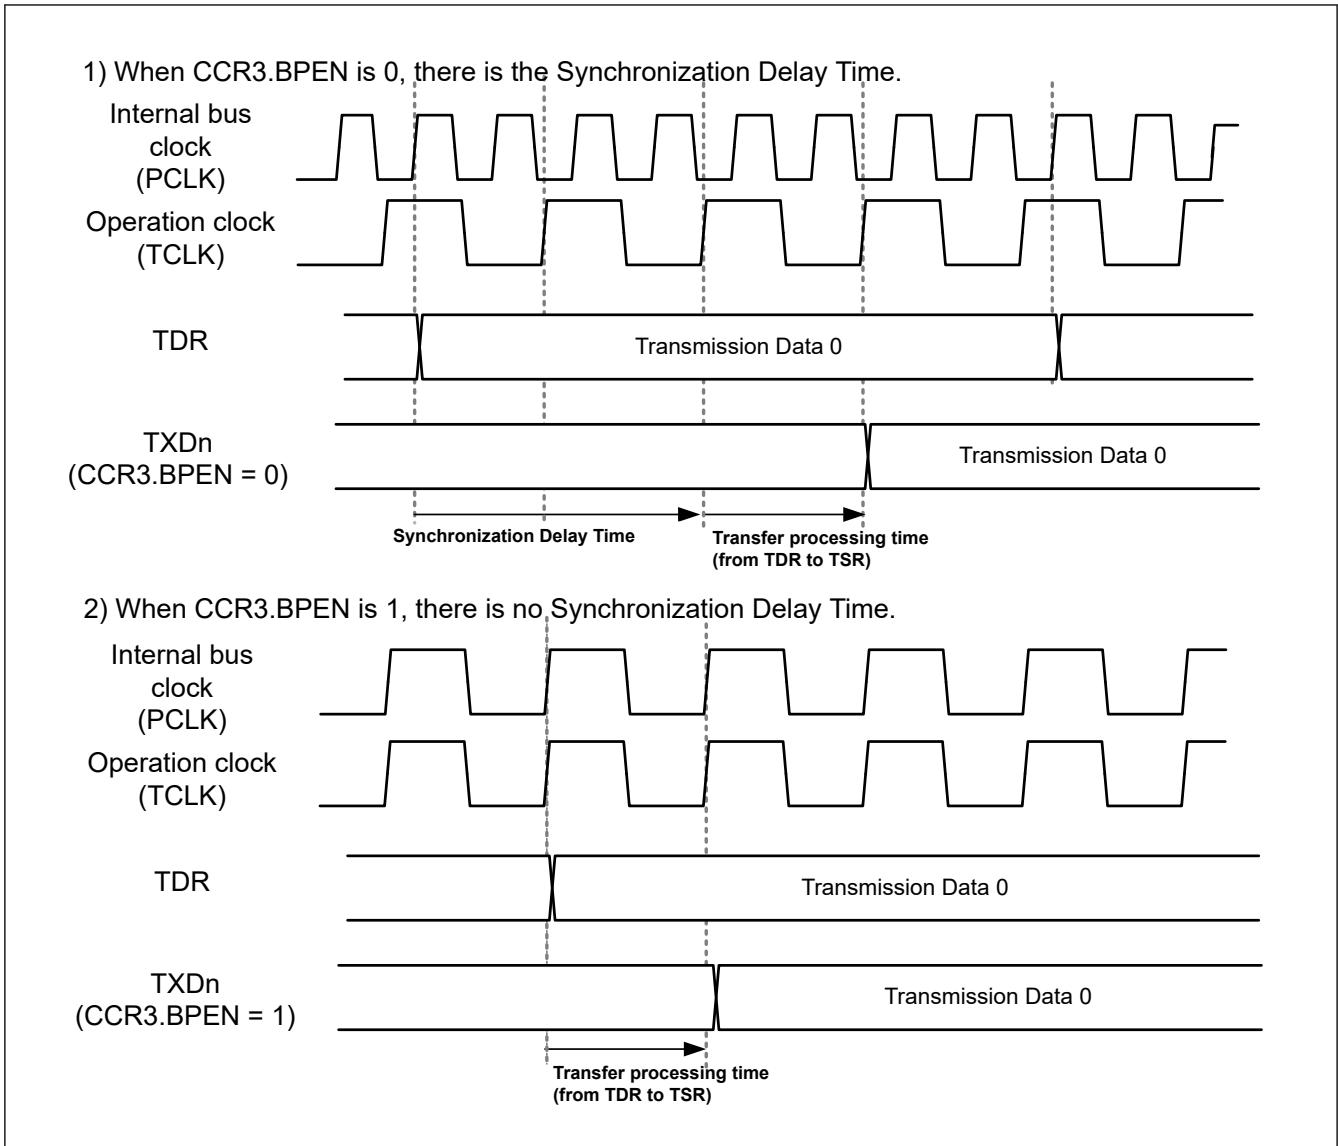 1) When CCR3.BPEN is 0, there is the Synchronization Delay Time.
Internal bus
clock
(PCLK)
Operation clock
(TCLK)
TDR
Transmission Data 0
TXDn
(CCR3.BPEN = 0)
Transmission Data 0
Synchronization Delay Time
Transfer processing time
(from TDR to TSR)
2) When CCR3.BPEN is 1, there is no Synchronization Delay Time.
Internal bus
clock
(PCLK)
Operation clock
(TCLK)
TDR
Transmission Data 0
TXDn
(CCR3.BPEN = 1)
Transmission Data 0
Transfer processing time
(from TDR to TSR)